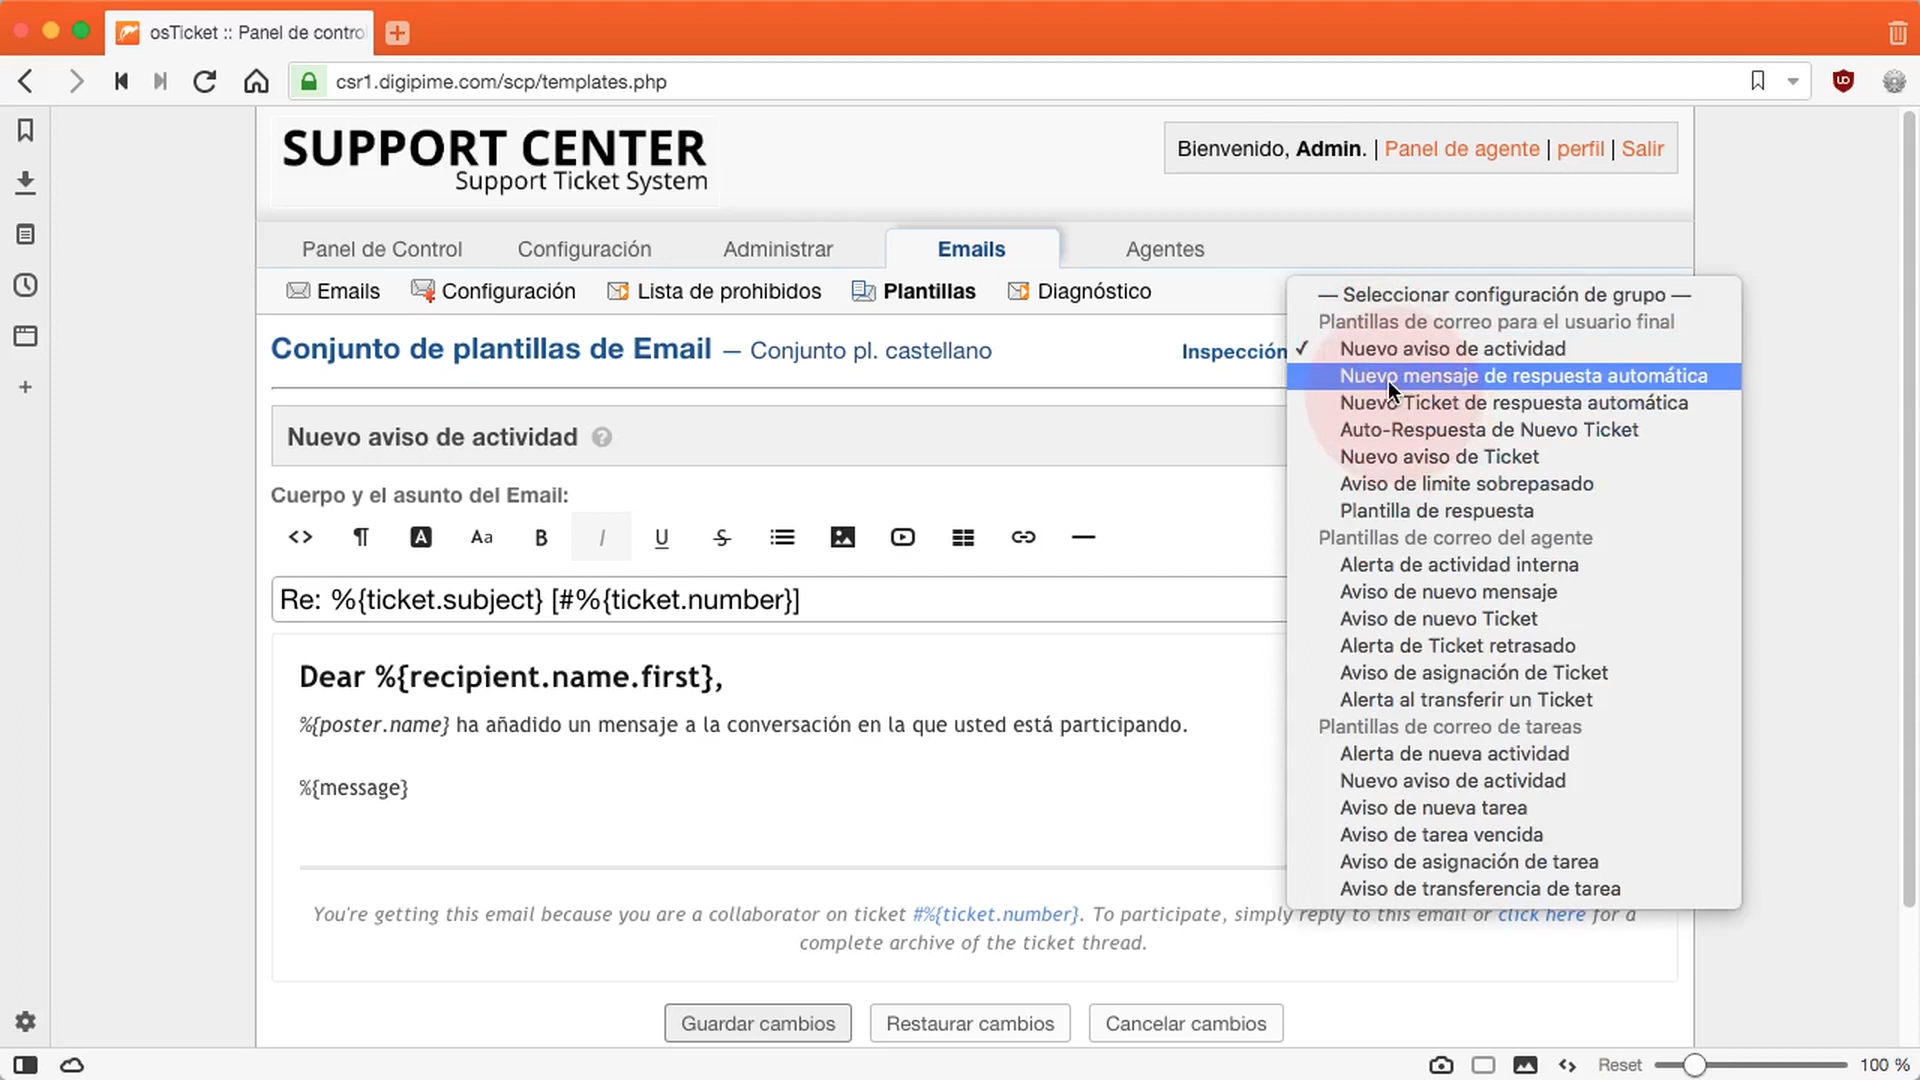 osTicket :: Panel de contro
csr1.digipime.com/scp/templates.php
SUPPORT CENTER
Support Ticket System
Bienvenido, Admin. | Panel de agente | perfil | Salir
Panel de Control
Configuración
Administrar
Emails
Agentes
Emails
Configuración
Lista de prohibidos
Plantillas
Diagnóstico
Conjunto de plantillas de Email — Conjunto pl. castellano
Inspección
Nuevo aviso de actividad
Cuerpo y el asunto del Email:
Re: %{ticket.subject} [#%{ticket.number}]
Dear %{recipient.name.first},
%{poster.name} ha añadido un mensaje a la conversación en la que usted está participando.
%{message}
You're getting this email because you are a collaborator on ticket #%{ticket.number}. To participate, simply reply to this email or click here for a
complete archive of the ticket thread.
Guardar cambios
Restaurar cambios
Cancelar cambios
— Seleccionar configuración de grupo —
Plantillas de correo para el usuario final
✓ Nuevo aviso de actividad
Nuevo mensaje de respuesta automática
Nuevo Ticket de respuesta automática
Auto-Respuesta de Nuevo Ticket
Nuevo aviso de Ticket
Aviso de limite sobrepasado
Plantilla de respuesta
Plantillas de correo del agente
Alerta de actividad interna
Aviso de nuevo mensaje
Aviso de nuevo Ticket
Alerta de Ticket retrasado
Aviso de asignación de Ticket
Alerta al transferir un Ticket
Plantillas de correo de tareas
Alerta de nueva actividad
Nuevo aviso de actividad
Aviso de nueva tarea
Aviso de tarea vencida
Aviso de asignación de tarea
Aviso de transferencia de tarea
Reset
100 %